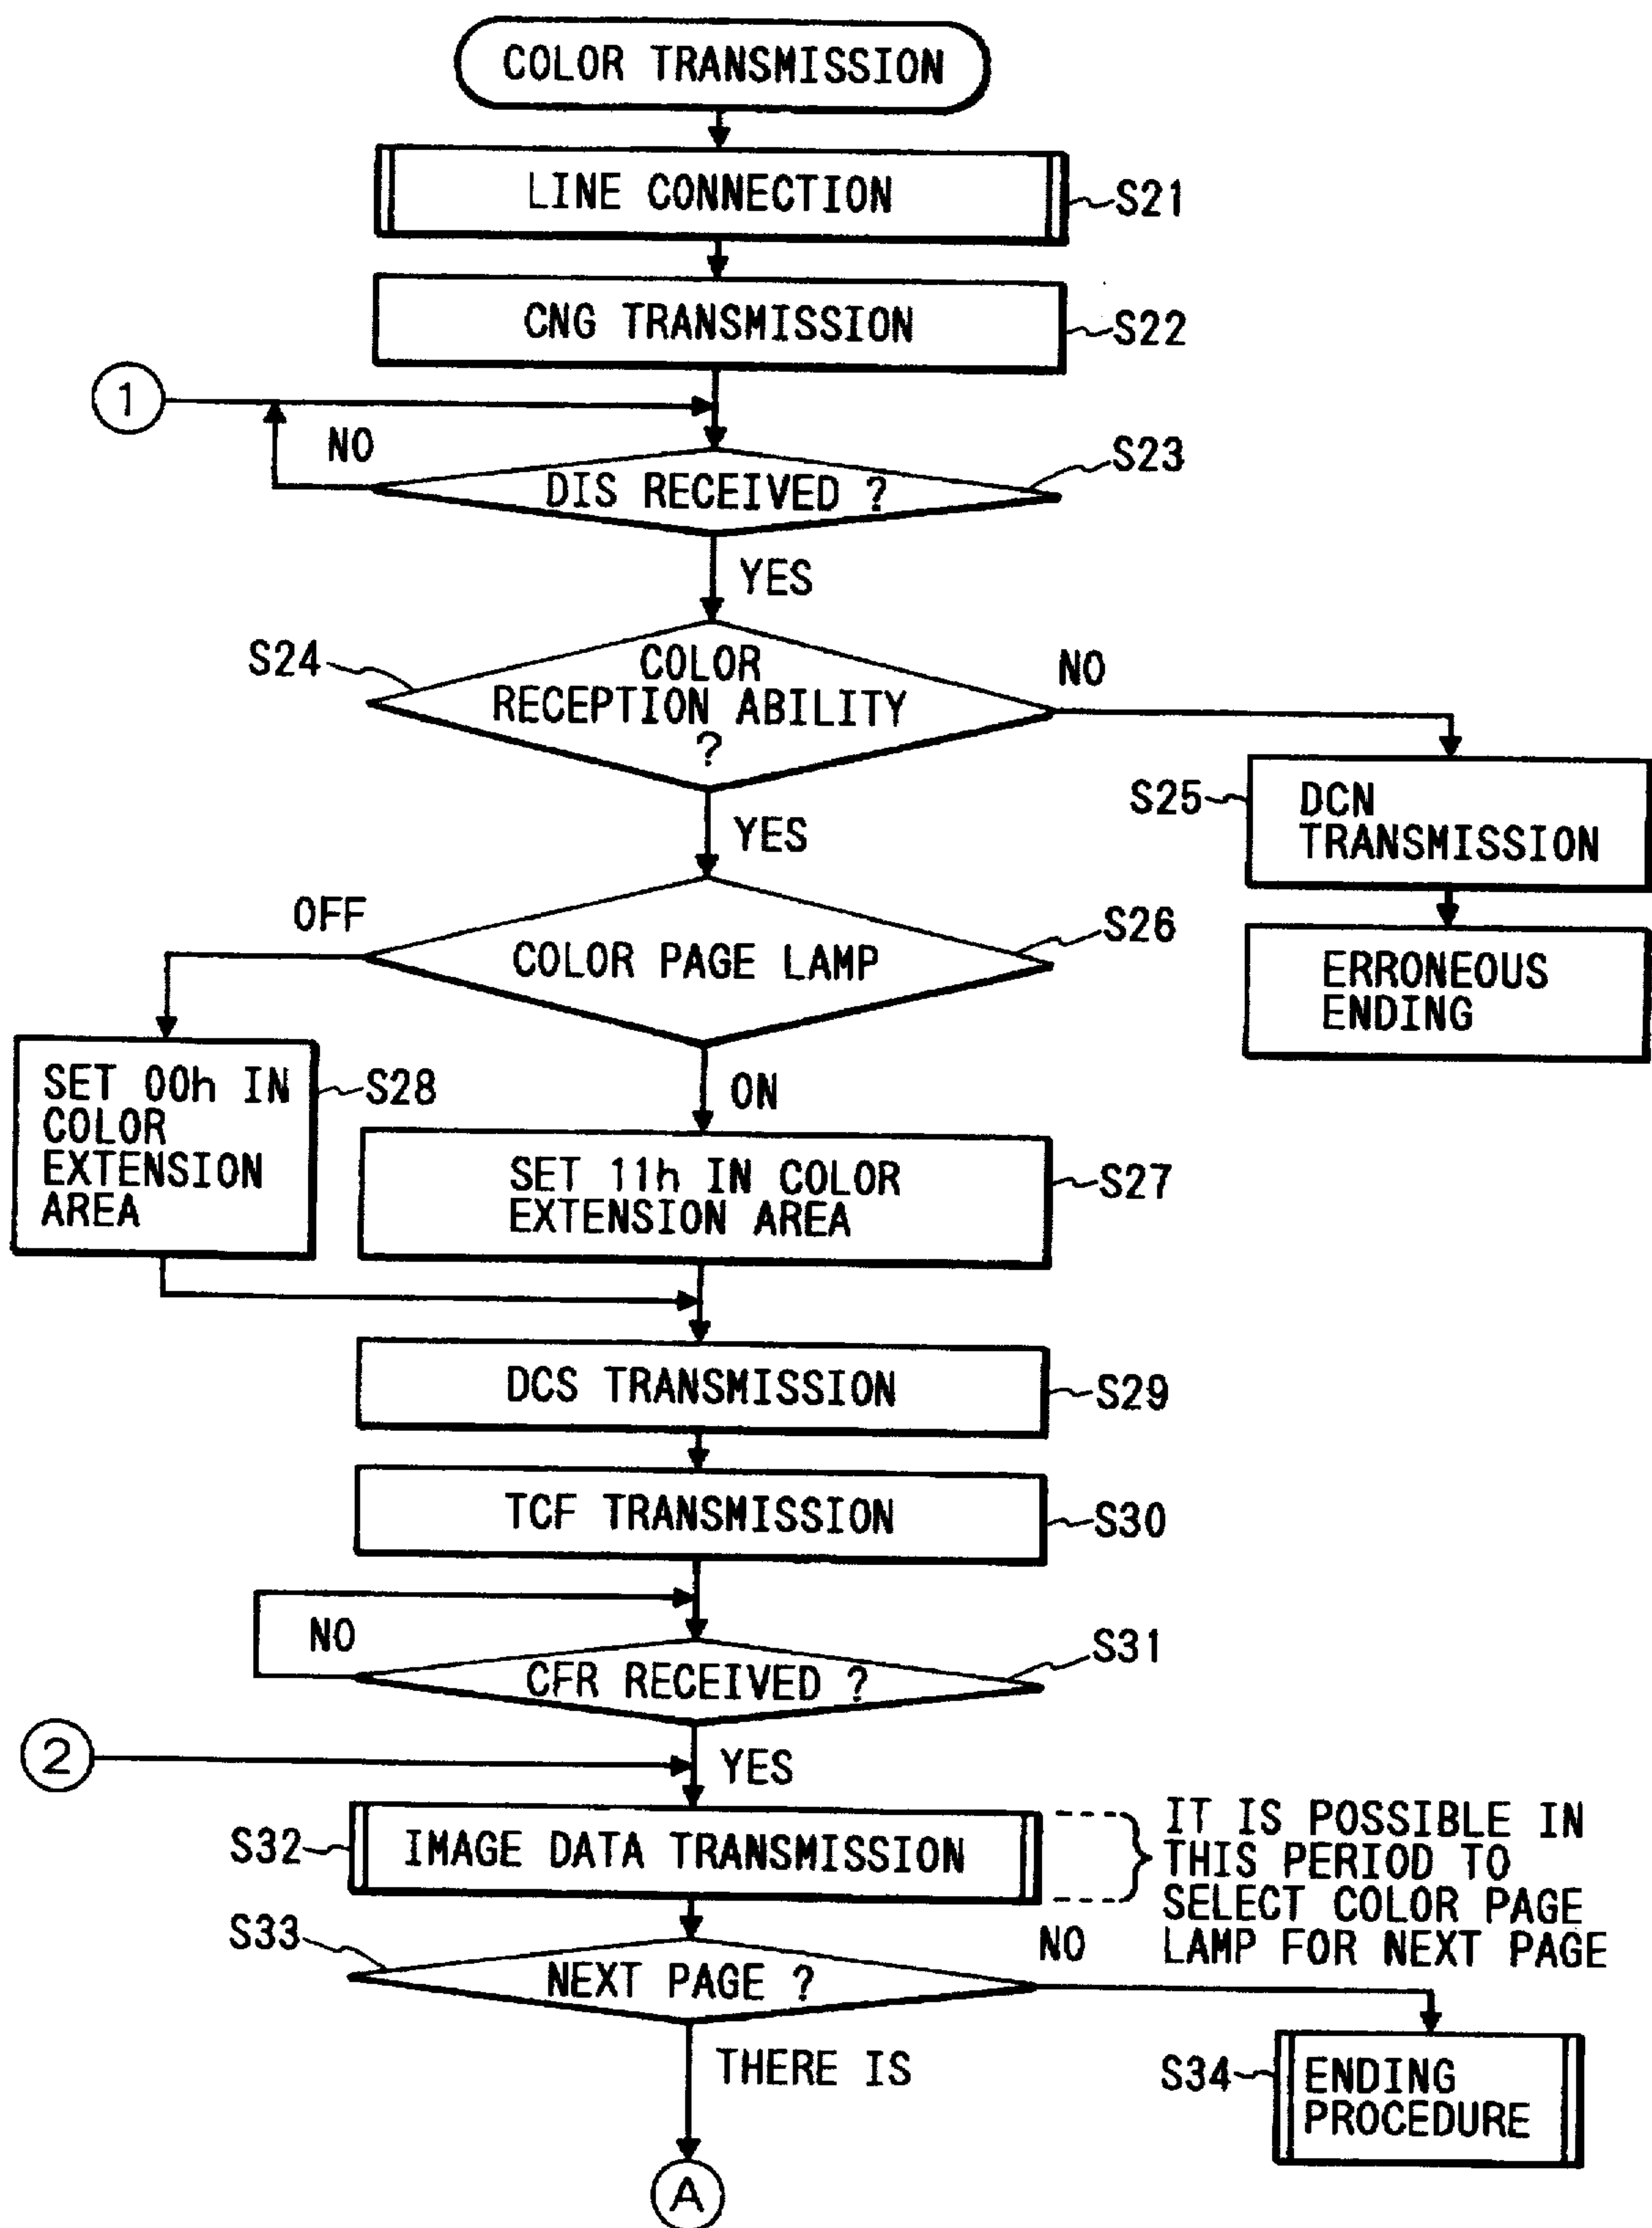 COLOR TRANSMISSION
LINE CONNECTION
S21
CNG TRANSMISSION
S22
1
NO
DIS RECEIVED ?
S23
YES
S24
COLOR
RECEPTION ABILITY
?
NO
S25
DCN
TRANSMISSION
YES
OFF
COLOR PAGE LAMP
S26
ERRONEOUS
ENDING
SET 00h IN
COLOR
EXTENSION
AREA
S28
ON
SET 11h IN COLOR
EXTENSION AREA
S27
DCS TRANSMISSION
S29
TCF TRANSMISSION
S30
NO
CFR RECEIVED ?
S31
2
YES
S32
IMAGE DATA TRANSMISSION
IT IS POSSIBLE IN
THIS PERIOD TO
SELECT COLOR PAGE
LAMP FOR NEXT PAGE
S33
NEXT PAGE ?
NO
THERE IS
S34
ENDING
PROCEDURE
A